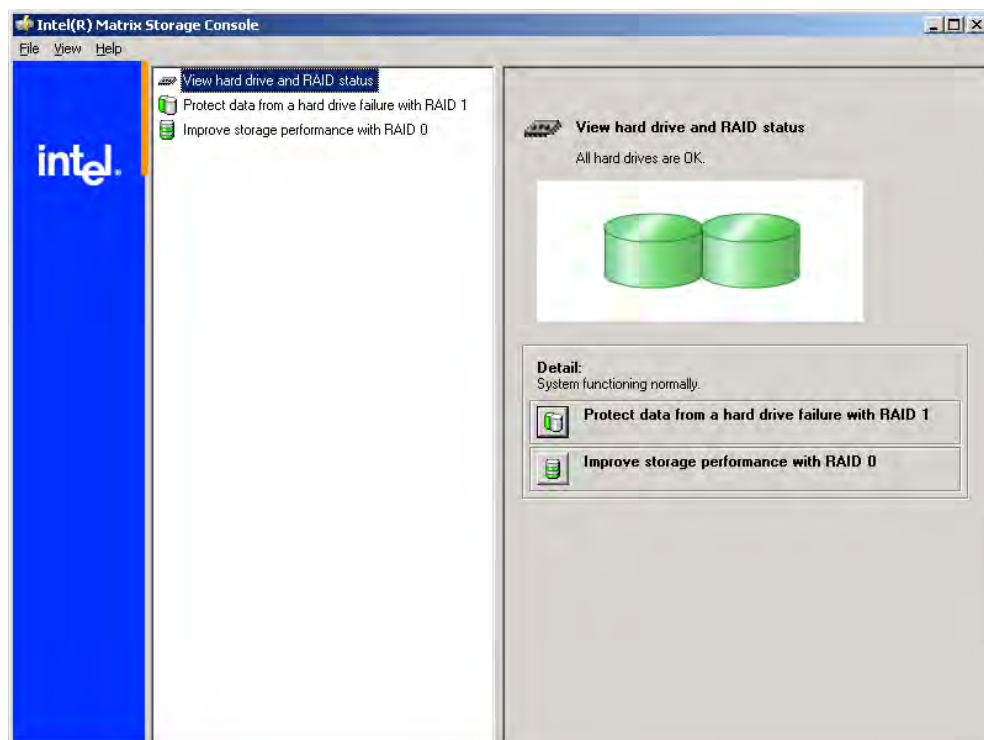 Intel(R) Matrix Storage Console
File View Help
intel.
View hard drive and RAID status
Protect data from a hard drive failure with RAID 1
Improve storage performance with RAID 0
View hard drive and RAID status
All hard drives are OK.
Detail:
System functioning normally.
Protect data from a hard drive failure with RAID 1
Improve storage performance with RAID 0